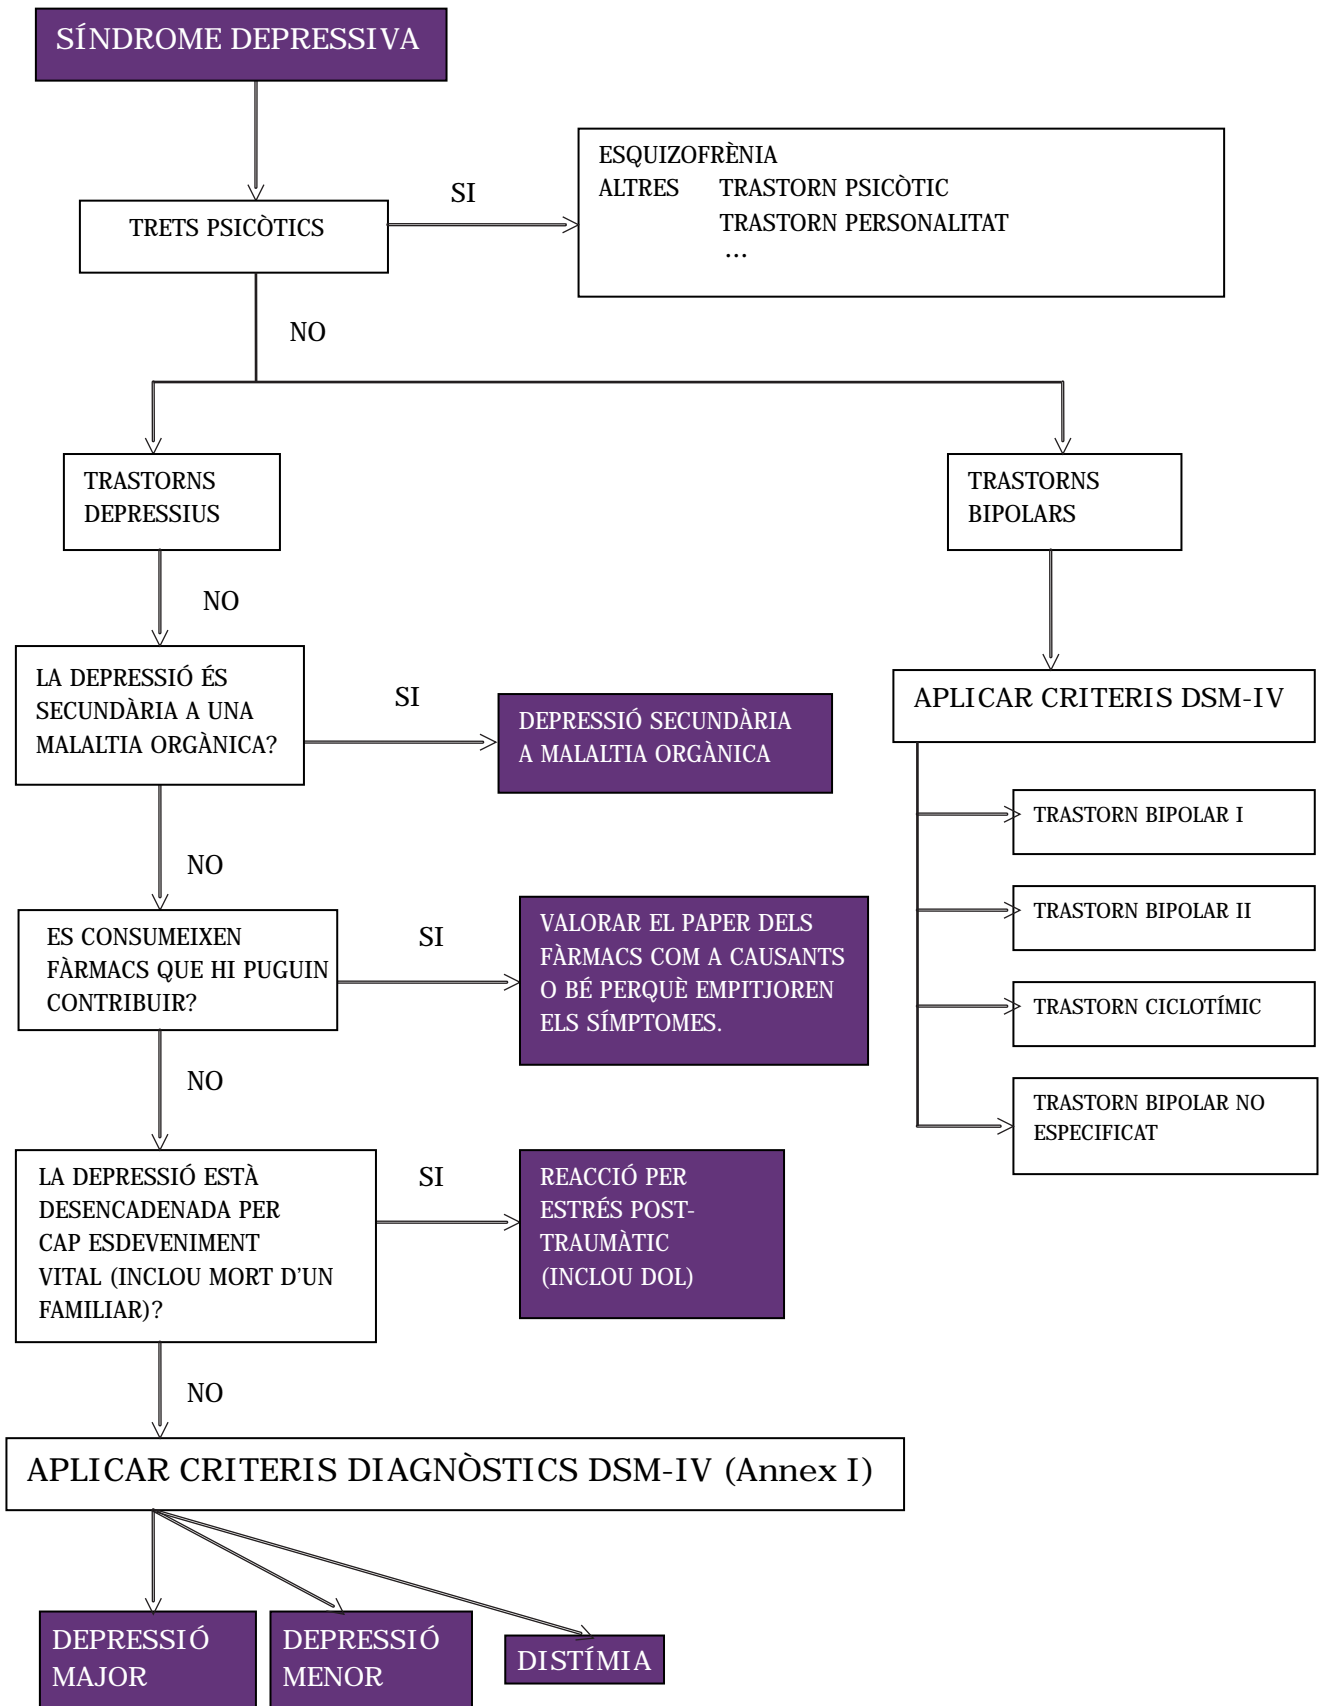 SÍNDROME DEPRESSIVA
TRETS PSICÒTICS
SI
ESQUIZOFRÈNIA
ALTRES TRASTORN PSICÒTIC
TRASTORN PERSONALITAT
...
NO
TRASTORNS
DEPRESSIUS
TRASTORNS
BIPOLARS
NO
LA DEPRESSIÓ ÉS
SECUNDÀRIA A UNA
MALALTIA ORGÀNICA?
SI
DEPRESSIÓ SECUNDÀRIA
A MALALTIA ORGÀNICA
APLICAR CRITERIS DSM-IV
TRASTORN BIPOLAR I
TRASTORN BIPOLAR II
TRASTORN CICLOTÍMIC
TRASTORN BIPOLAR NO
ESPECIFICAT
NO
ES CONSUMEIXEN
FÀRMACS QUE HI PUGUIN
CONTRIBUIR?
SI
VALORAR EL PAPER DELS
FÀRMACS COM A CAUSANTS
O BÉ PERQUÈ EMPITJOREN
ELS SÍMPTOMES.
NO
LA DEPRESSIÓ ESTÀ
DESENCADENADA PER
CAP ESDEVENIMENT
VITAL (INCLOU MORT D'UN
FAMILIAR)?
SI
REACCIÓ PER
ESTRÉS POST-
TRAUMÀTIC
(INCLOU DOL)
NO
APLICAR CRITERIS DIAGNÒSTICS DSM-IV (Annex I)
DEPRESSIÓ
MAJOR
DEPRESSIÓ
MENOR
DISTÍMIA